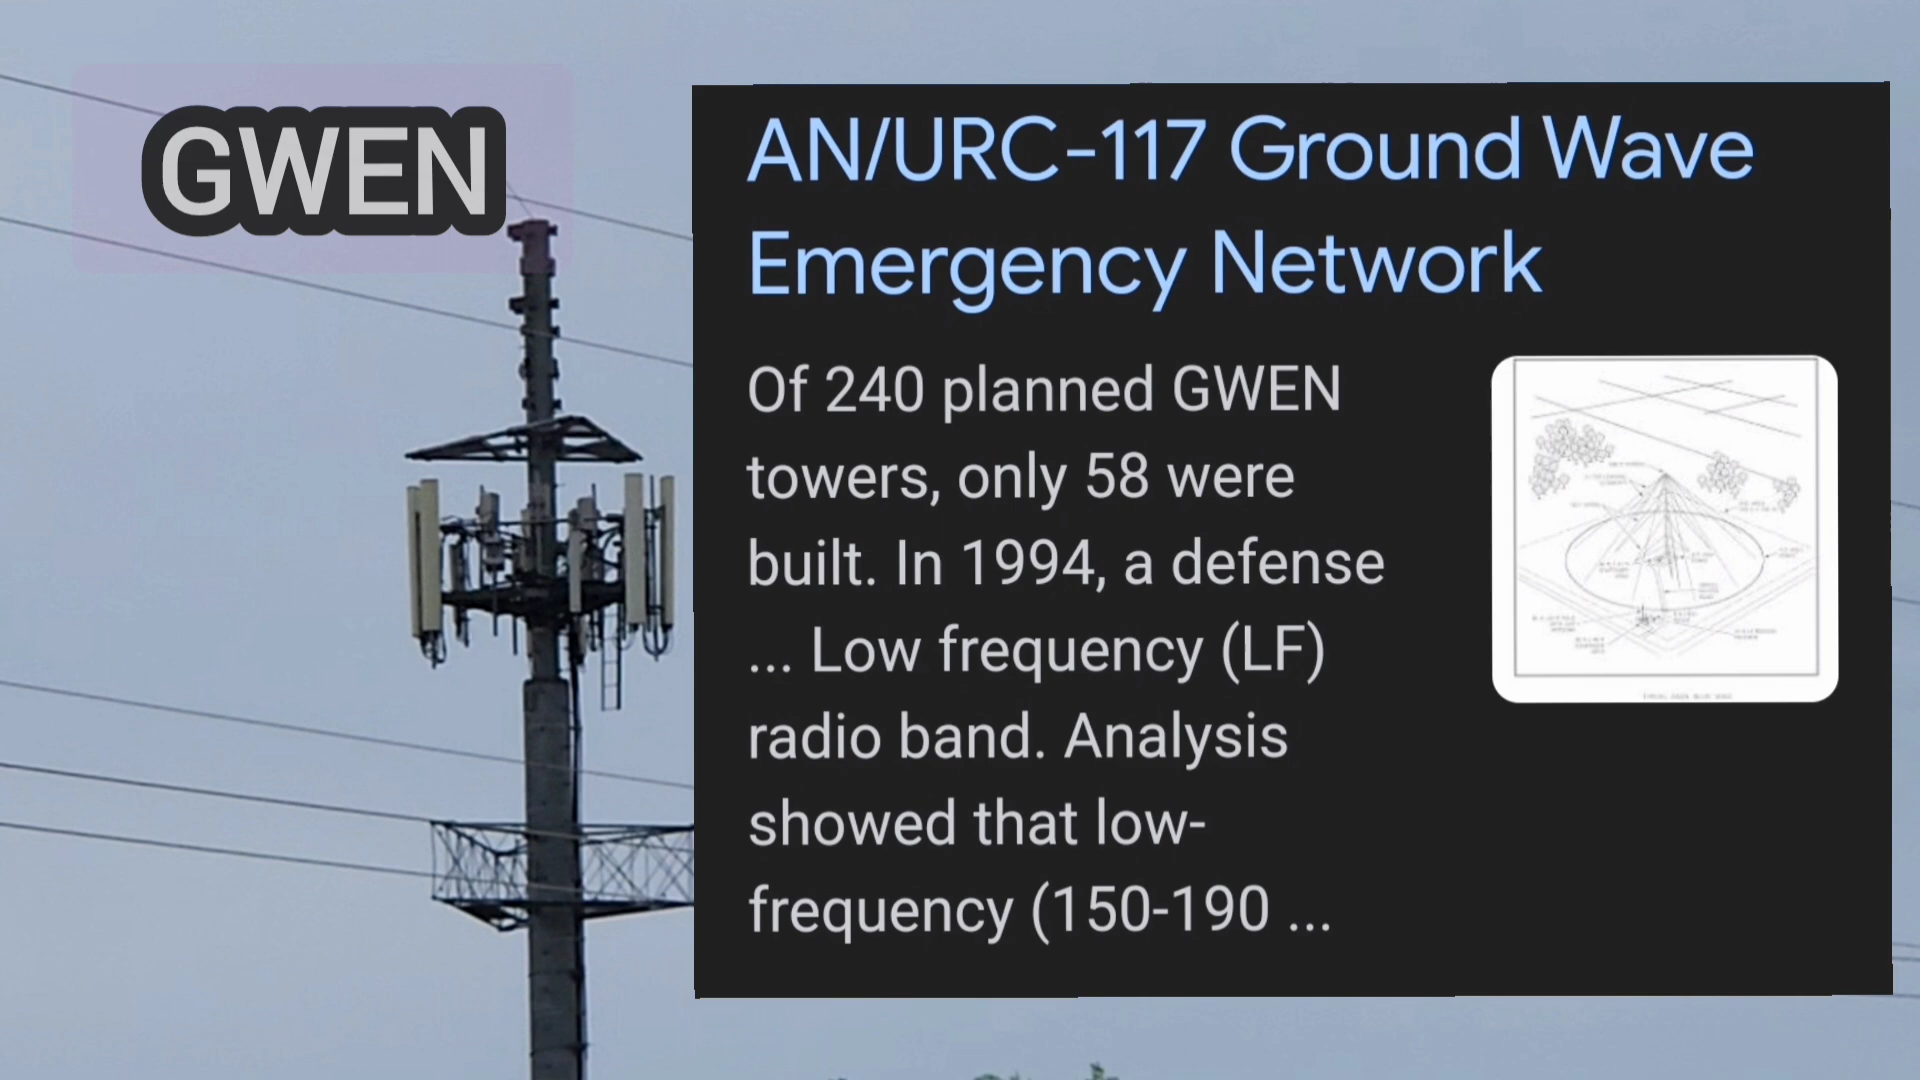 GWEN
AN/URC-117 Ground Wave
Emergency Network
Of 240 planned GWEN
towers, only 58 were
built. In 1994, a defense
... Low frequency (LF)
radio band. Analysis
showed that low-
frequency (150-190 ...